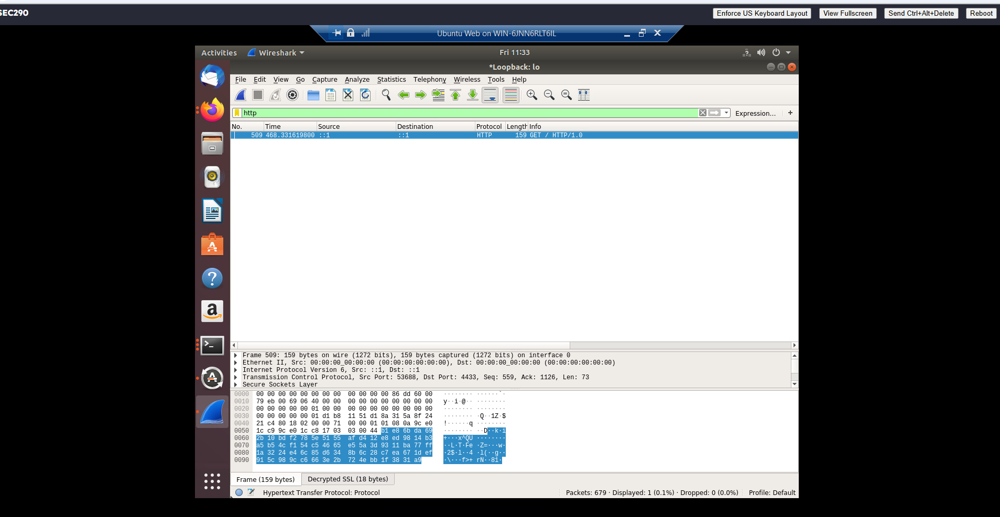 SEC290
Enforce US Keyboard Layout
View Fullscreen
Send Ctrl+Alt+Delete
Reboot
Ubuntu Web on WIN-6JNN6RLT6IL
Activities
Wireshark
Fri 11:33
*Loopback: lo
File Edit View Go Capture Analyze Statistics Telephony Wireless Tools Help
http
Expression… +
No. Time Source Destination Protocol Length Info
509 468.331619800 ::1 ::1 HTTP 159 GET / HTTP/1.0
Frame 509: 159 bytes on wire (1272 bits), 159 bytes captured (1272 bits) on interface 0
Ethernet II, Src: 00:00:00_00:00:00 (00:00:00:00:00:00), Dst: 00:00:00_00:00:00 (00:00:00:00:00:00)
Internet Protocol Version 6, Src: ::1, Dst: ::1
Transmission Control Protocol, Src Port: 53688, Dst Port: 4433, Seq: 559, Ack: 1126, Len: 73
Secure Sockets Layer
0000 00 00 00 00 00 00 00 00 00 00 00 00 86 dd 60 00 ········ ······`·
0010 79 eb 00 69 06 40 00 00 00 00 00 00 00 00 00 00 y··i·@·· ········
0020 00 00 00 00 00 01 00 00 00 00 00 00 00 00 00 00 ········ ········
0030 00 00 00 00 00 01 d1 b8 11 51 d1 8a 31 5a 8f 24 ········ ·Q··1Z·$
0040 21 c4 80 18 02 00 00 71 00 00 01 01 08 0a 9c e0 !······q ········
0050 1c c9 9c e0 1c c8 17 03 03 00 44 b1 e8 6b da 69 ········ ··D··k·i
0060 2b 10 bd f2 78 5e 51 55 af d4 12 e8 ed 98 14 b3 +···x^QU ········
0070 a5 b5 4c f1 54 c5 46 65 e5 5a 3d 93 11 ba 77 ff ··L·T·Fe ·Z=···w·
0080 1a 32 24 e4 6c 85 d6 34 8b 6c 28 c7 ea 67 1d ef ·2$·l··4 ·l(··g··
0090 91 5c 98 9c c6 66 3e 2b 72 4e bb 1f 38 31 a9 ·\···f>+ rN··81·
Frame (159 bytes)
Decrypted SSL (18 bytes)
Hypertext Transfer Protocol: Protocol
Packets: 679 · Displayed: 1 (0.1%) · Dropped: 0 (0.0%)
Profile: Default